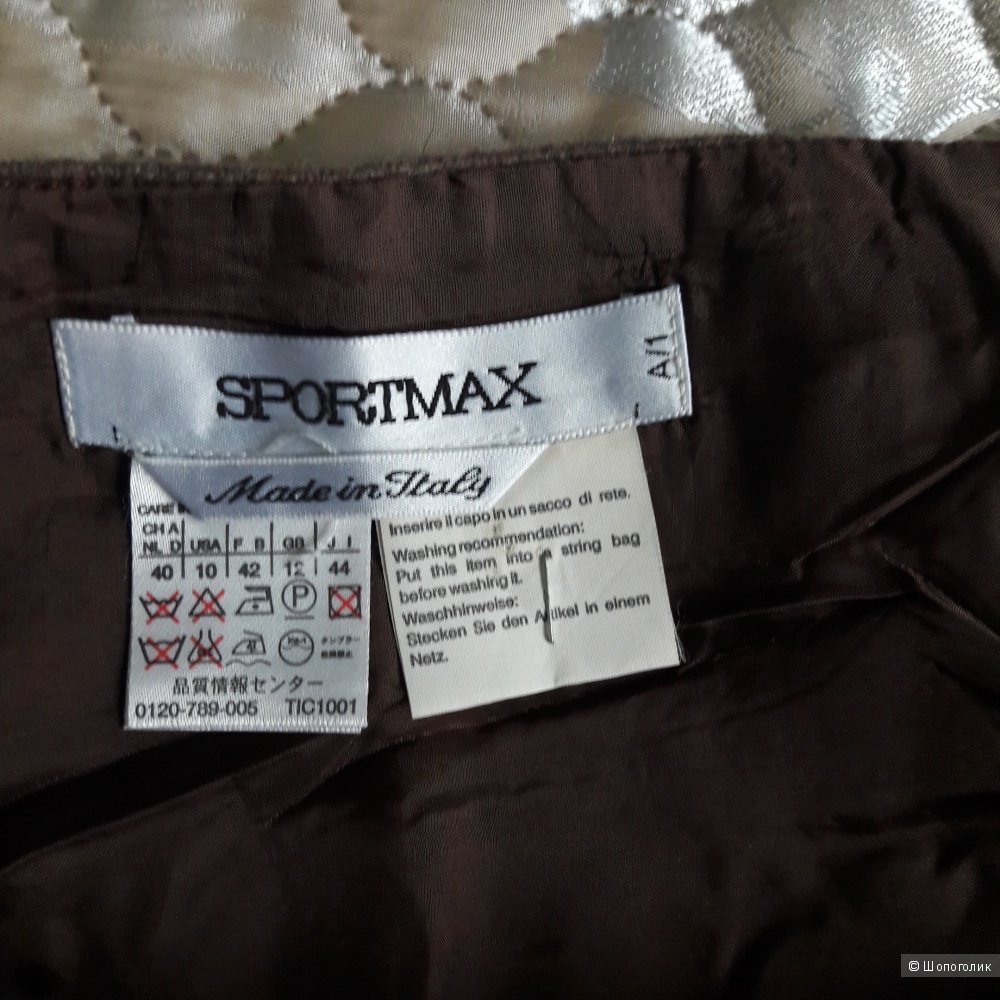 SPORTMAX
A/1
Made in Italy
CARE
CH A
NL D USA F B GB J I
40 10 42 12 44
P
品質情報センター
0120-789-005 TIC1001
Inserire il capo in un sacco di rete.
Washing recommendation:
Put this item into a string bag
before washing it.
Waschhinweise:
Stecken Sie den Artikel in einem
Netz.
© Шопоголик